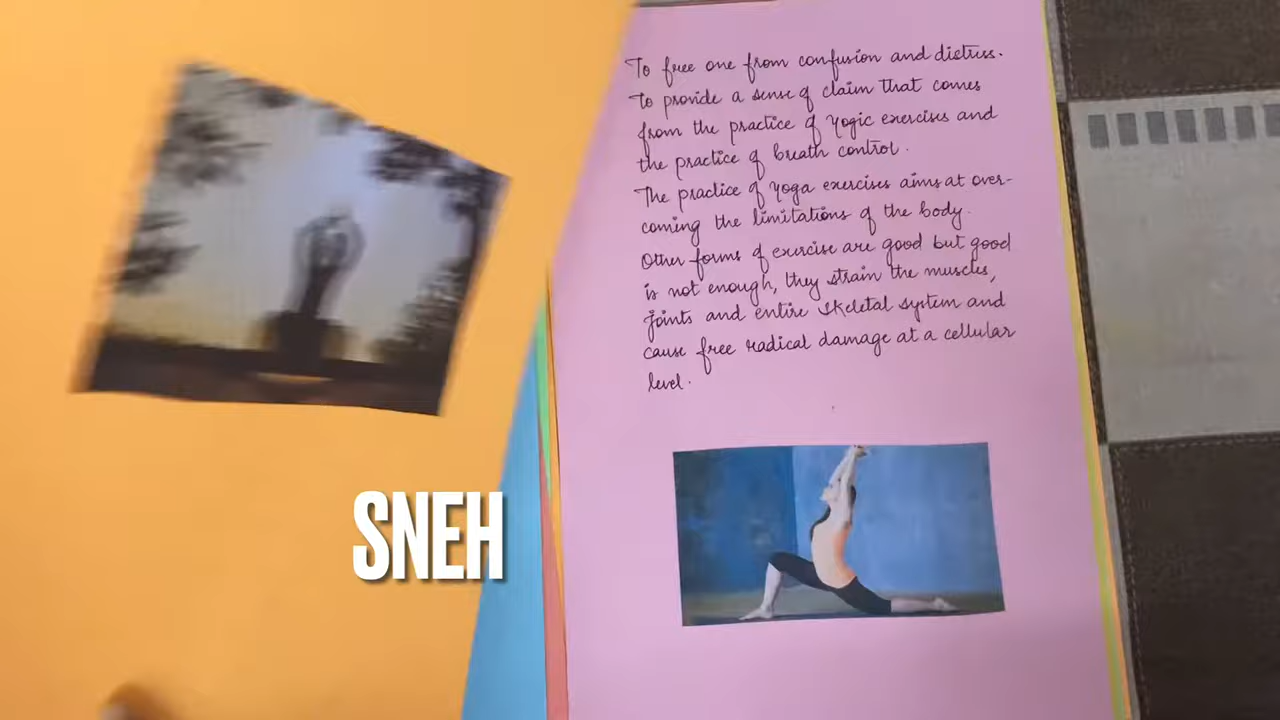 To free one from confusion and distress.
To provide a sense of claim that comes
from the practice of Yogic exercises and
the practice of breath control.
The practice of yoga exercises aims at over-
coming the limitations of the body.
Other forms of exercise are good but good
is not enough, they strain the muscles,
joints and entire skeletal system and
cause free radical damage at a cellular
level.
SNEH